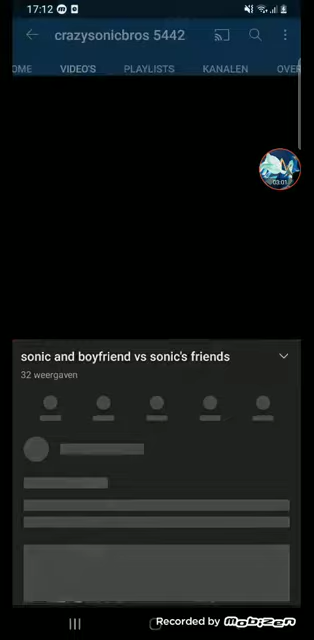 17:12
crazysonicbros 5442
OME VIDEO'S PLAYLISTS KANALEN OVER
03:01
sonic and boyfriend vs sonic's friends
32 weergaven
Recorded by mobizen